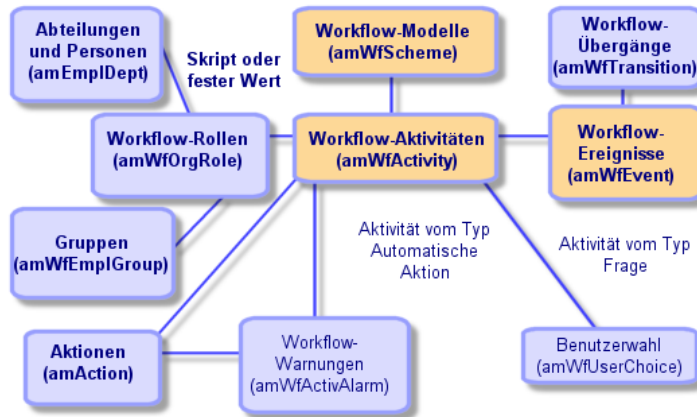 Abteilungen
und Personen
(amEmplDept)
Skript oder
fester Wert
Workflow-Modelle
(amWfScheme)
Workflow-
Übergänge
(amWfTransition)
Workflow-Rollen
(amWfOrgRole)
Workflow-Aktivitäten
(amWfActivity)
Workflow-
Ereignisse
(amWfEvent)
Gruppen
(amWfEmplGroup)
Aktivität vom Typ
Automatische
Aktion
Aktivität vom Typ
Frage
Aktionen
(amAction)
Workflow-
Warnungen
(amWfActivAlarm)
Benutzerwahl
(amWfUserChoice)